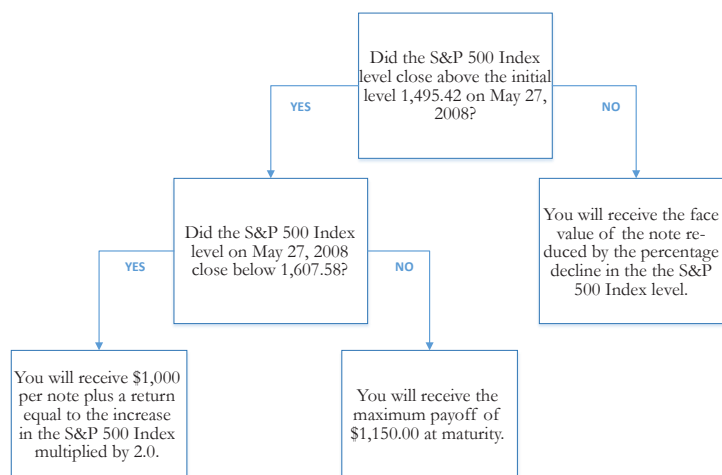 Did the S&P 500 Index
level close above the initial
level 1,495.42 on May 27,
2008?
YES
NO
Did the S&P 500 Index
level on May 27, 2008
close below 1,607.58?
You will receive the face
value of the note re-
duced by the percentage
decline in the the S&P
500 Index level.
YES
NO
You will receive $1,000
per note plus a return
equal to the increase
in the S&P 500 Index
multiplied by 2.0.
You will receive the
maximum payoff of
$1,150.00 at maturity.